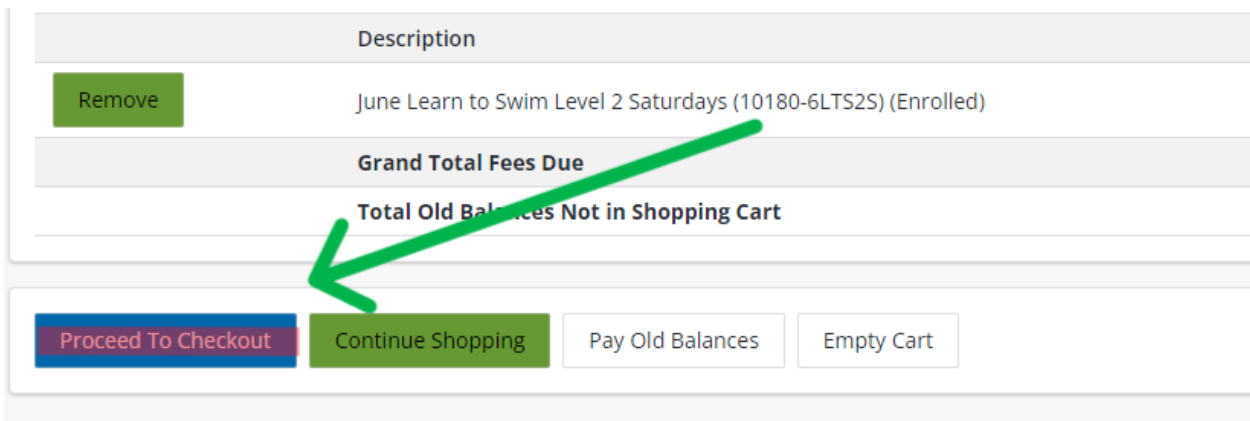 Description
Remove June Learn to Swim Level 2 Saturdays (10180-6LTS2S) (Enrolled)
Grand Total Fees Due
Total Old Balances Not in Shopping Cart
Proceed To Checkout Continue Shopping Pay Old Balances Empty Cart